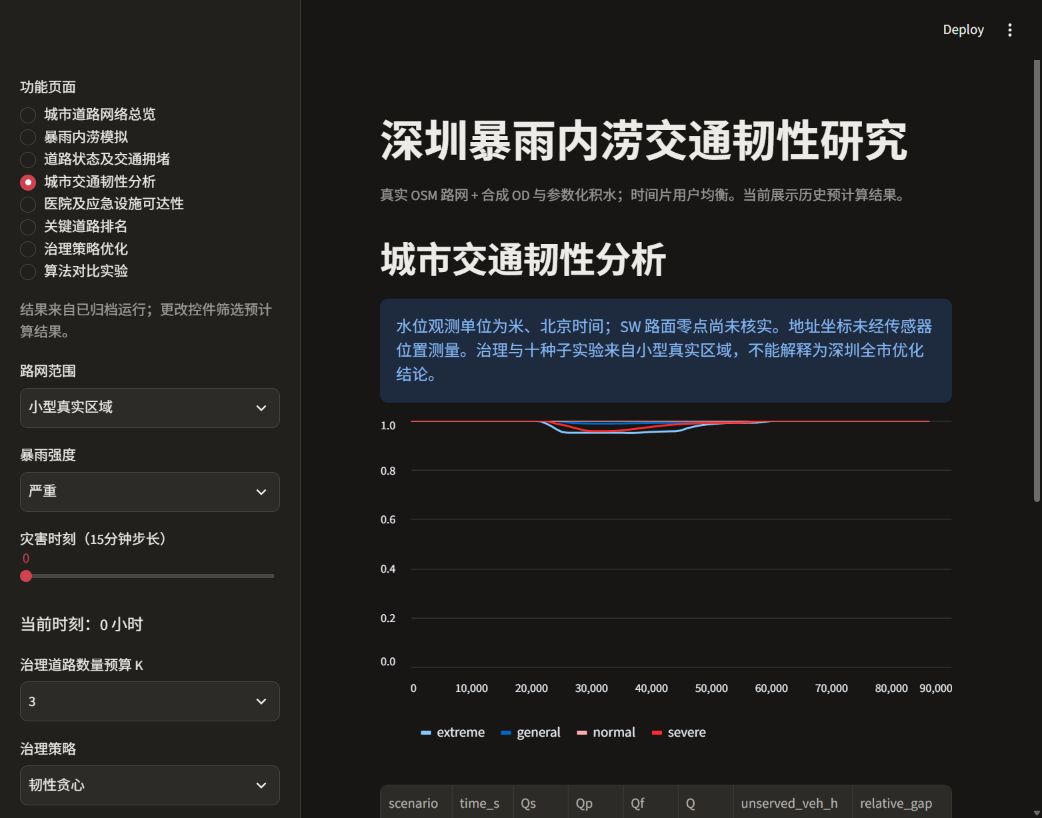 Deploy
功能页面
城市道路网络总览
暴雨内涝模拟
道路状态及交通拥堵
城市交通韧性分析
医院及应急设施可达性
关键道路排名
治理策略优化
算法对比实验
结果来自已归档运行；更改控件筛选预计
算结果。
路网范围
小型真实区域
暴雨强度
严重
灾害时刻（15分钟步长）
0
当前时刻：0 小时
治理道路数量预算 K
3
治理策略
韧性贪心
深圳暴雨内涝交通韧性研究
真实 OSM 路网 + 合成 OD 与参数化积水；时间片用户均衡。当前展示历史预计算结果。
城市交通韧性分析
水位观测单位为米、北京时间；SW 路面零点尚未核实。地址坐标未经传感器
位置测量。治理与十种子实验来自小型真实区域，不能解释为深圳全市优化
结论。
1.0
0.8
0.6
0.4
0.2
0.0
0 10,000 20,000 30,000 40,000 50,000 60,000 70,000 80,000 90,000
extreme general normal severe
scenario time_s Qs Qp Qf Q unserved_veh_h relative_gap